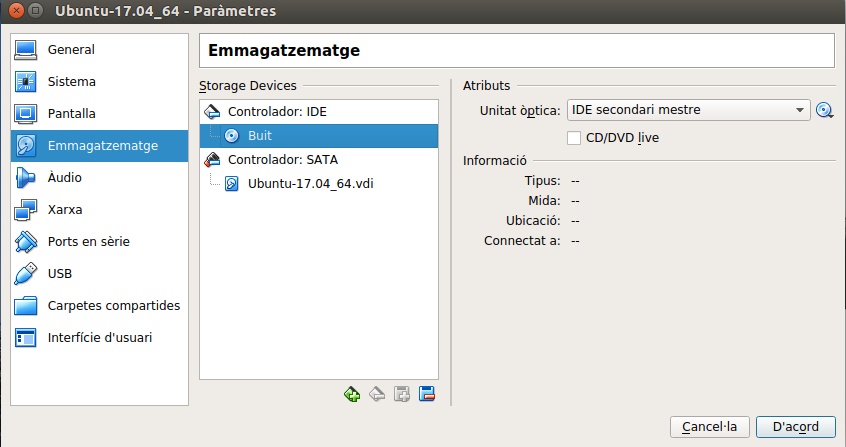 Ubuntu-17.04_64 - Paràmetres
General
Sistema
Pantalla
Emmagatzematge
Àudio
Xarxa
Ports en sèrie
USB
Carpetes compartides
Interfície d'usuari
Emmagatzematge
Storage Devices
Controlador: IDE
Buit
Controlador: SATA
Ubuntu-17.04_64.vdi
Atributs
Unitat òptica: IDE secondari mestre
CD/DVD live
Informació
Tipus: --
Mida: --
Ubicació: --
Connectat a: --
Cancel·la D'acord